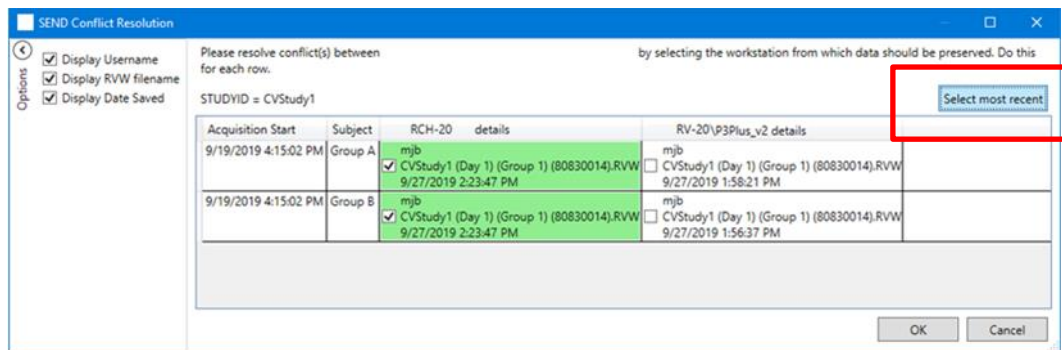 SEND Conflict Resolution
Options
Display Username
Display RVW filename
Display Date Saved
Please resolve conflict(s) between by selecting the workstation from which data should be preserved. Do this
for each row.
STUDYID = CVStudy1
Select most recent
Acquisition Start Subject RCH-20 details RV-20\P3Plus_v2 details
9/19/2019 4:15:02 PM Group A mjb mjb
CVStudy1 (Day 1) (Group 1) (80830014).RVW CVStudy1 (Day 1) (Group 1) (80830014).RVW
9/27/2019 2:23:47 PM 9/27/2019 1:58:21 PM
9/19/2019 4:15:02 PM Group B mjb mjb
CVStudy1 (Day 1) (Group 1) (80830014).RVW CVStudy1 (Day 1) (Group 1) (80830014).RVW
9/27/2019 2:23:47 PM 9/27/2019 1:56:37 PM
OK Cancel